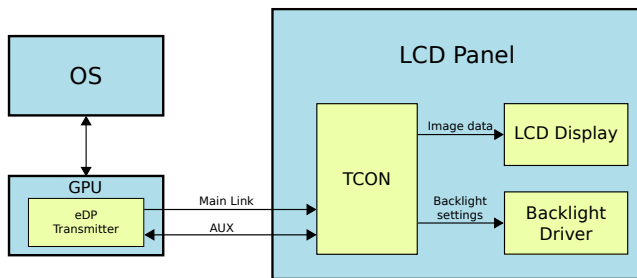 OS
GPU
eDP
Transmitter
Main Link
AUX
LCD Panel
TCON
Image data
LCD Display
Backlight
settings
Backlight
Driver